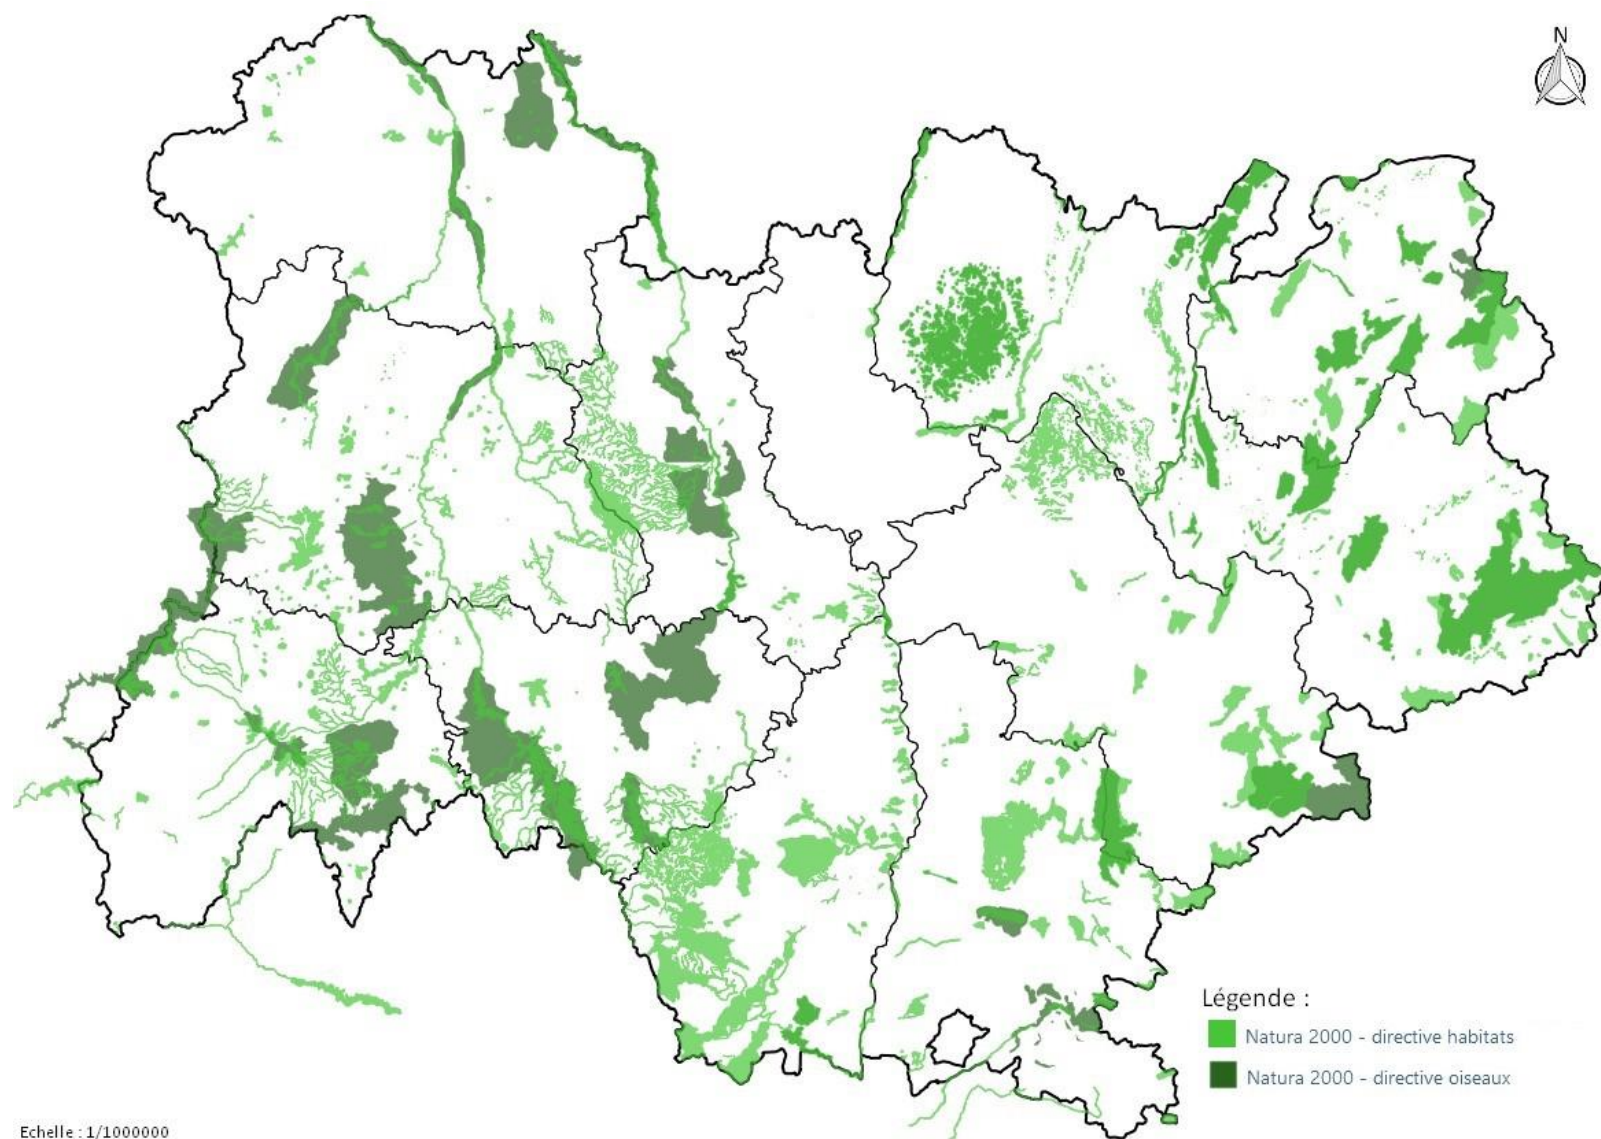 N
Légende :
Natura 2000 - directive habitats
Natura 2000 - directive oiseaux
Echelle : 1/1000000